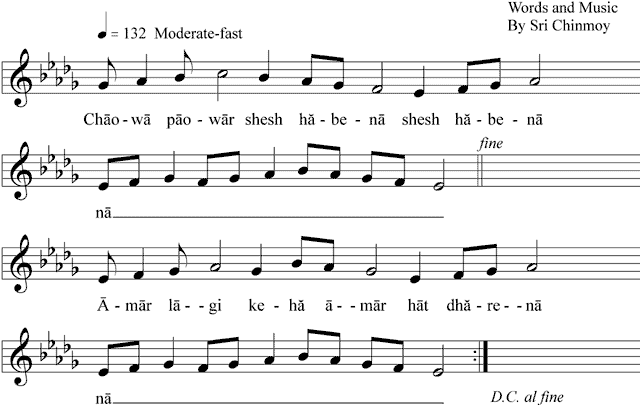 Words and Music
By Sri Chinmoy
♩ = 132 Moderate-fast
Chāo-wā pāo-wār shesh hă-be-nā shesh hă-be-nā
fine
nā
Ā-mār lā-gi ke-hă ā-mār hāt dhă-re-nā
nā
D.C. al fine